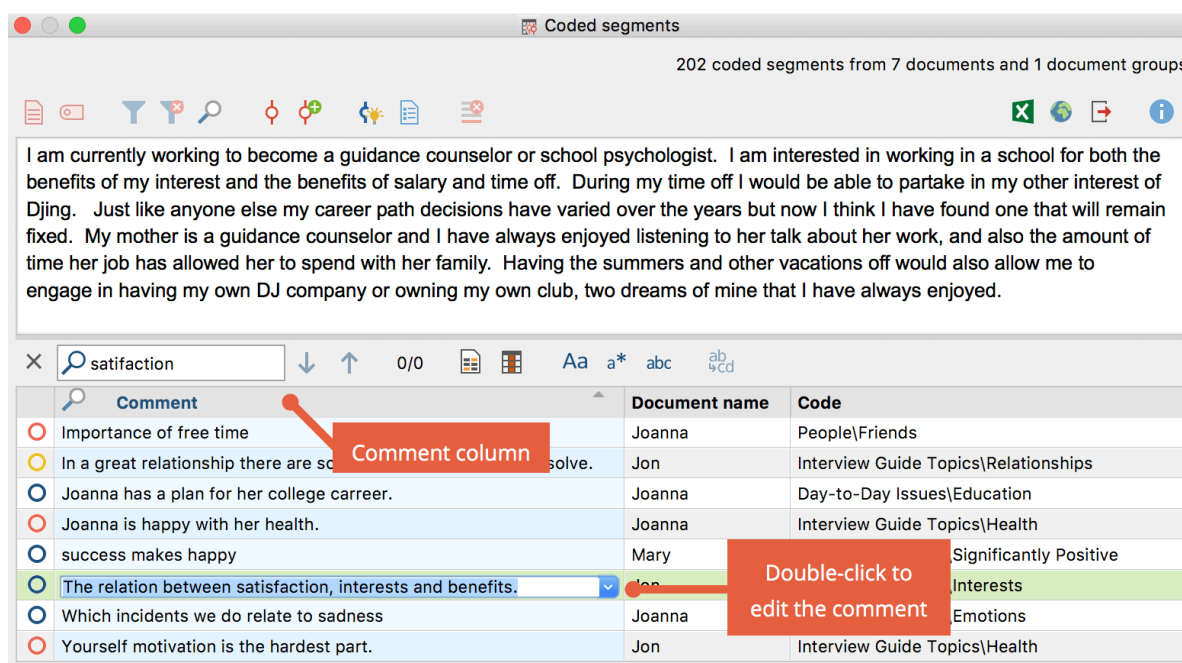 Coded segments
202 coded segments from 7 documents and 1 document groups
I am currently working to become a guidance counselor or school psychologist.  I am interested in working in a school for both the
benefits of my interest and the benefits of salary and time off.  During my time off I would be able to partake in my other interest of
Djing.   Just like anyone else my career path decisions have varied over the years but now I think I have found one that will remain
fixed.  My mother is a guidance counselor and I have always enjoyed listening to her talk about her work, and also the amount of
time her job has allowed her to spend with her family.  Having the summers and other vacations off would also allow me to
engage in having my own DJ company or owning my own club, two dreams of mine that I have always enjoyed.
satifaction 0/0 Aa a* abc ab cd
Comment Document name Code
Importance of free time Joanna People\Friends
Comment column
In a great relationship there are solve. Jon Interview Guide Topics\Relationships
Joanna has a plan for her college carreer. Joanna Day-to-Day Issues\Education
Joanna is happy with her health. Joanna Interview Guide Topics\Health
success makes happy Mary \Significantly Positive
Double-click to
edit the comment
The relation between satisfaction, interests and benefits. Jon \Interests
Which incidents we do relate to sadness Joanna \Emotions
Yourself motivation is the hardest part. Jon Interview Guide Topics\Health